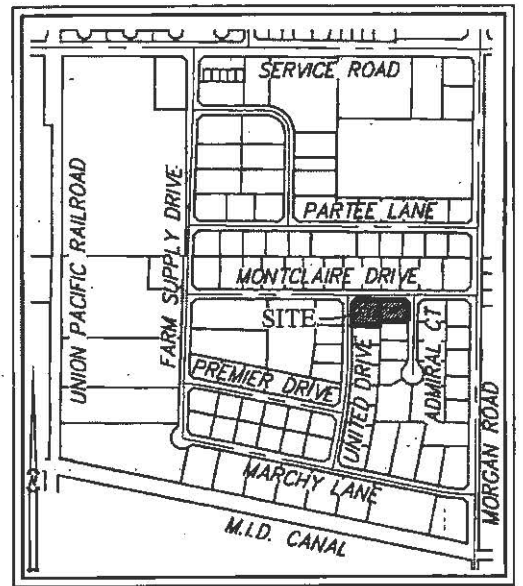 SERVICE ROAD
UNION PACIFIC RAILROAD
FARM SUPPLY DRIVE
PARTEE LANE
MONTCLAIRE DRIVE
SITE
PREMIER DRIVE
UNITED DRIVE
ADMIRAL CT
MORGAN ROAD
MARCHY LANE
M.I.D. CANAL